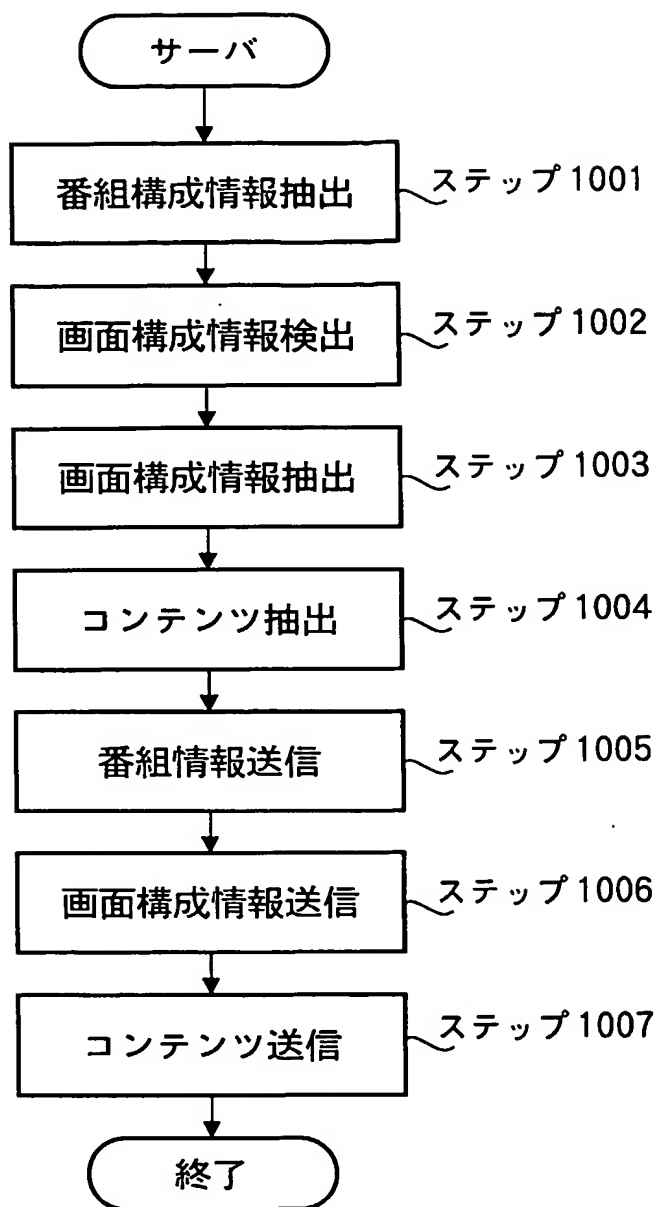 サーバ
番組構成情報抽出 ステップ1001
画面構成情報検出 ステップ1002
画面構成情報抽出 ステップ1003
コンテンツ抽出 ステップ1004
番組情報送信 ステップ1005
画面構成情報送信 ステップ1006
コンテンツ送信 ステップ1007
終了